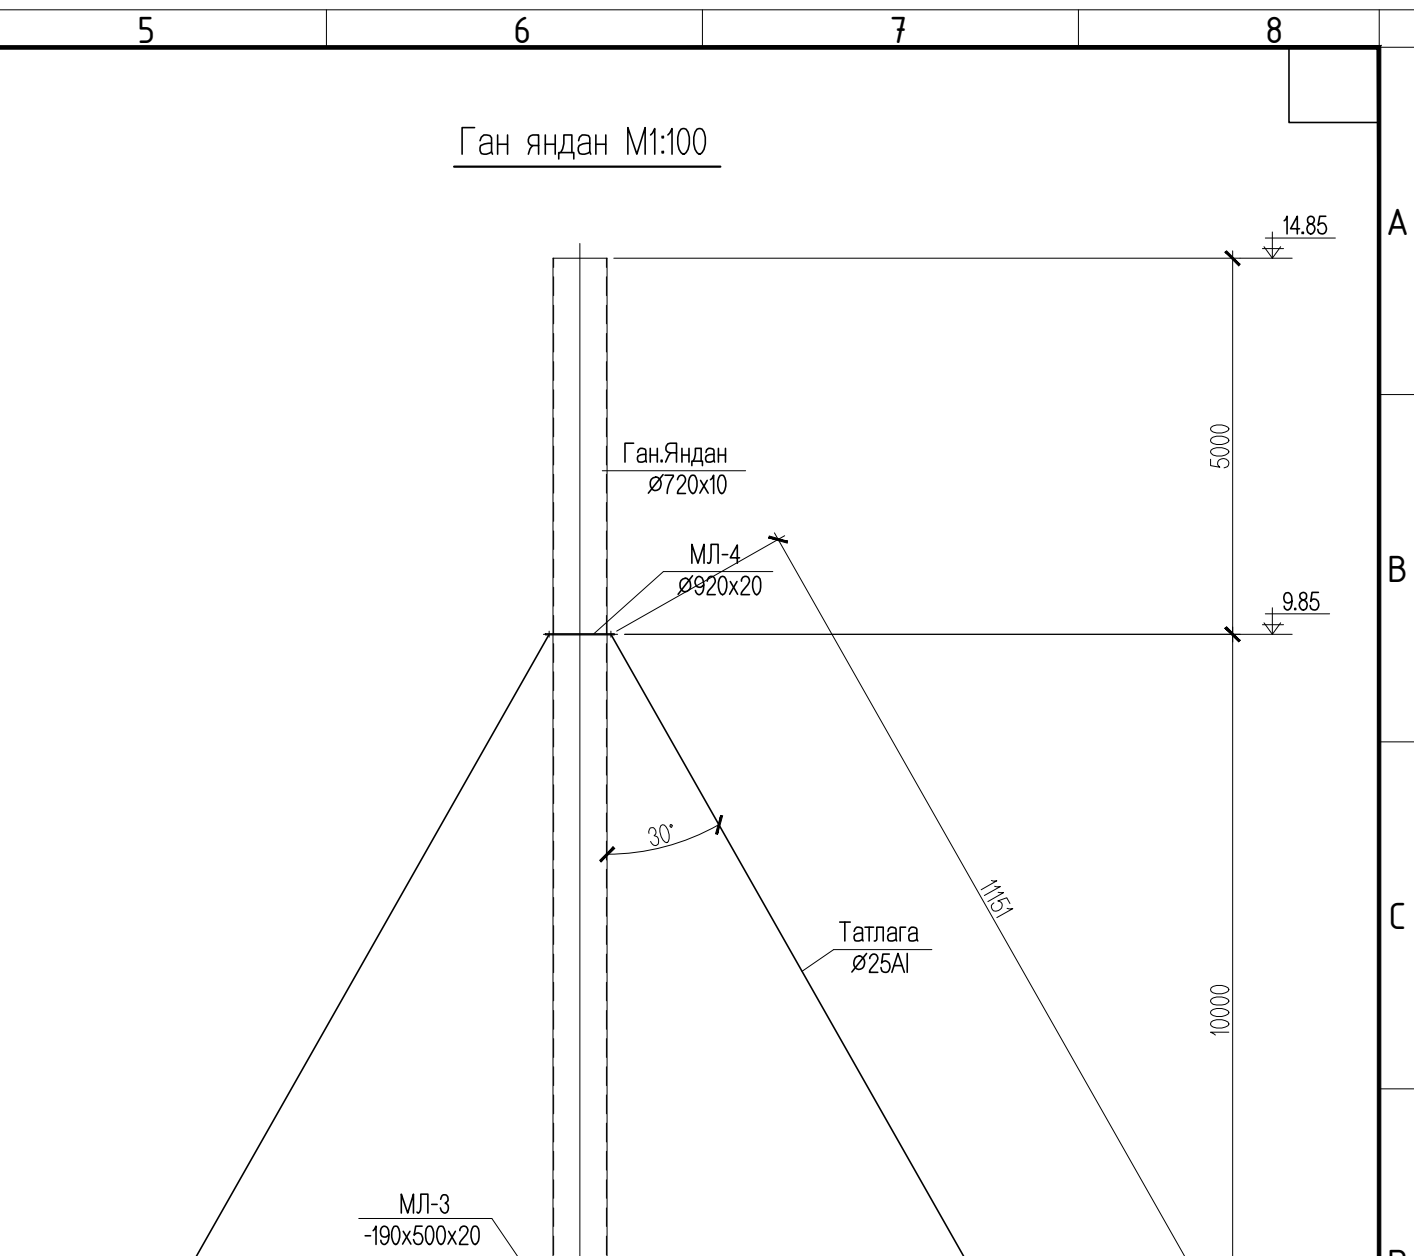 5 6 7 8
Ган яндан М1:100
14.85
A
5000
Ган.Яндан
Ø720x10
МЛ-4
Ø920x20
B
9.85
30°
11151
C
Татлага
Ø25AI
10000
МЛ-3
-190x500x20